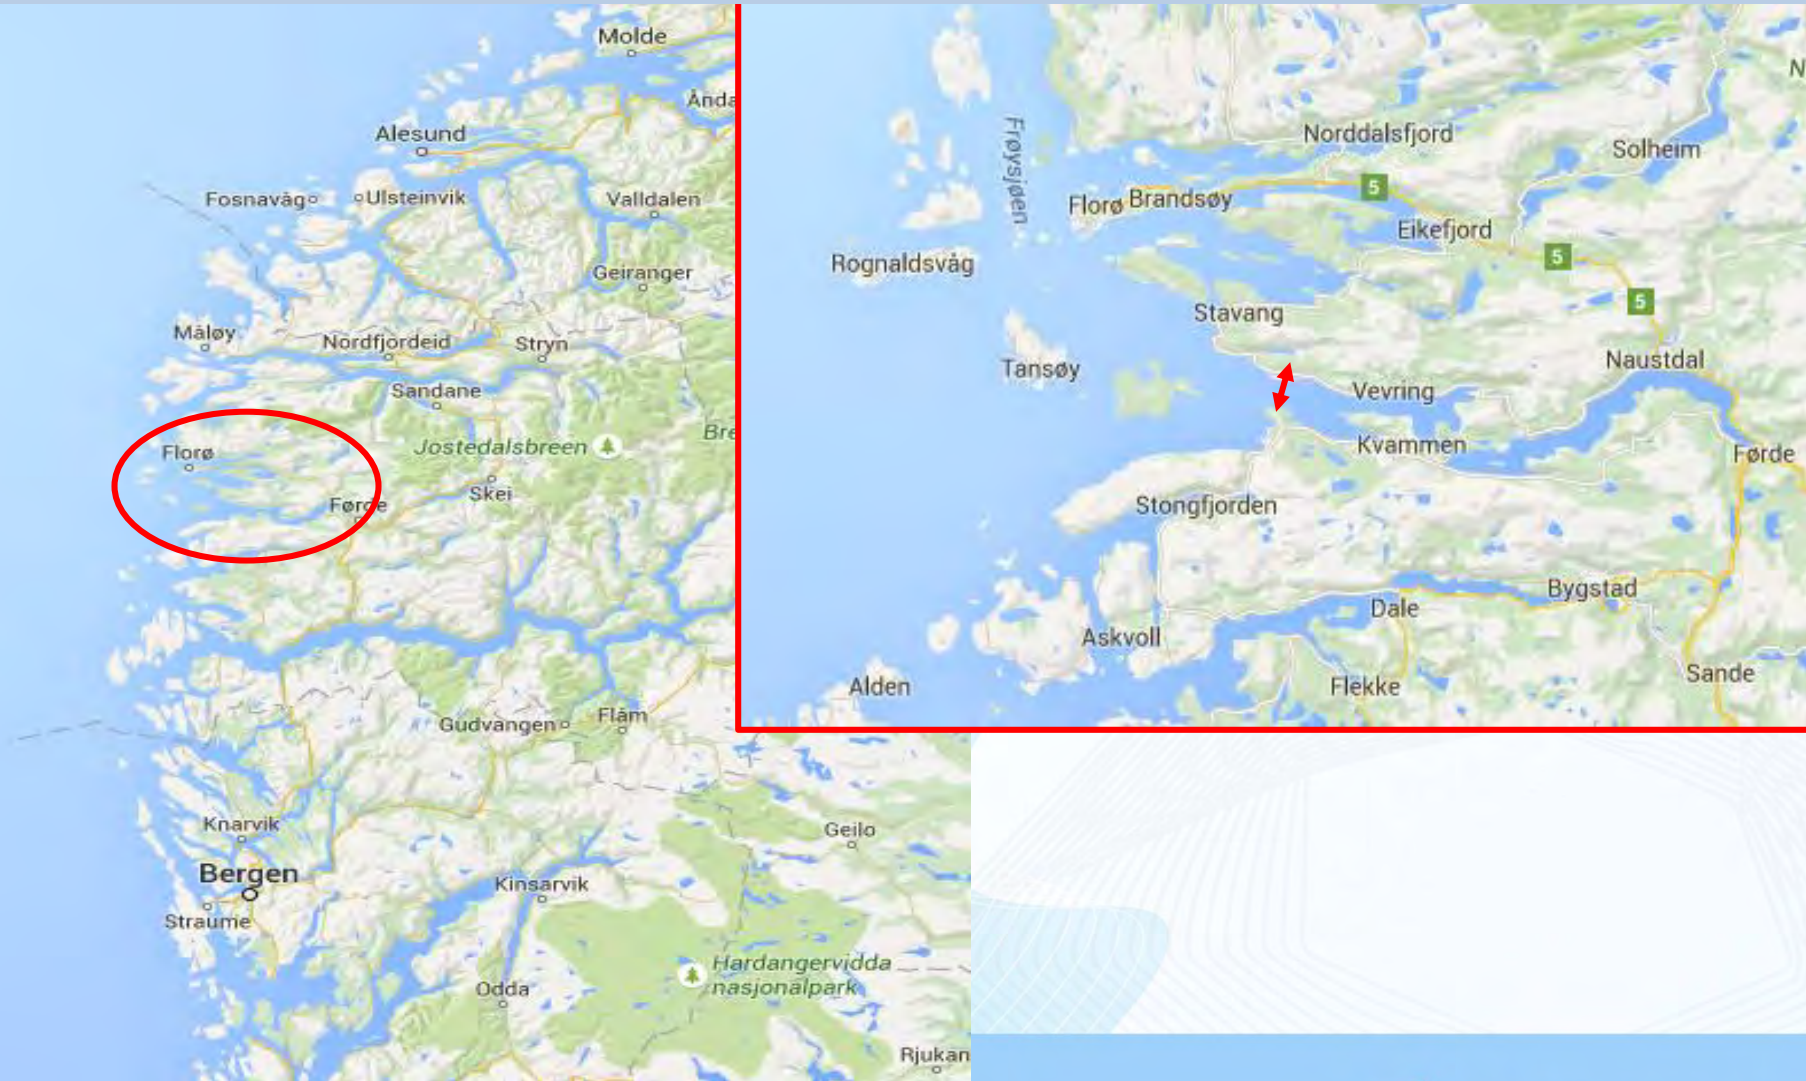 Molde
Ånda
Alesund
Fosnavåg
Ulsteinvik
Valldalen
Geiranger
Måløy
Nordfjordeid
Stryn
Sandane
Jostedalsbreen
Bre
Florø
Skei
Førde
Gudvangen
Flåm
Knarvik
Geilo
Bergen
Kinsarvik
Straume
Hardangervidda
nasjonalpark
Odda
Rjukan
N
Frøysjøen
Norddalsfjord
Solheim
5
Florø
Brandsøy
Eikefjord
5
Rognaldsvåg
5
Stavang
Naustdal
Tansøy
Vevring
Kvammen
Førde
Stongfjorden
Bygstad
Dale
Askvoll
Sande
Alden
Flekke